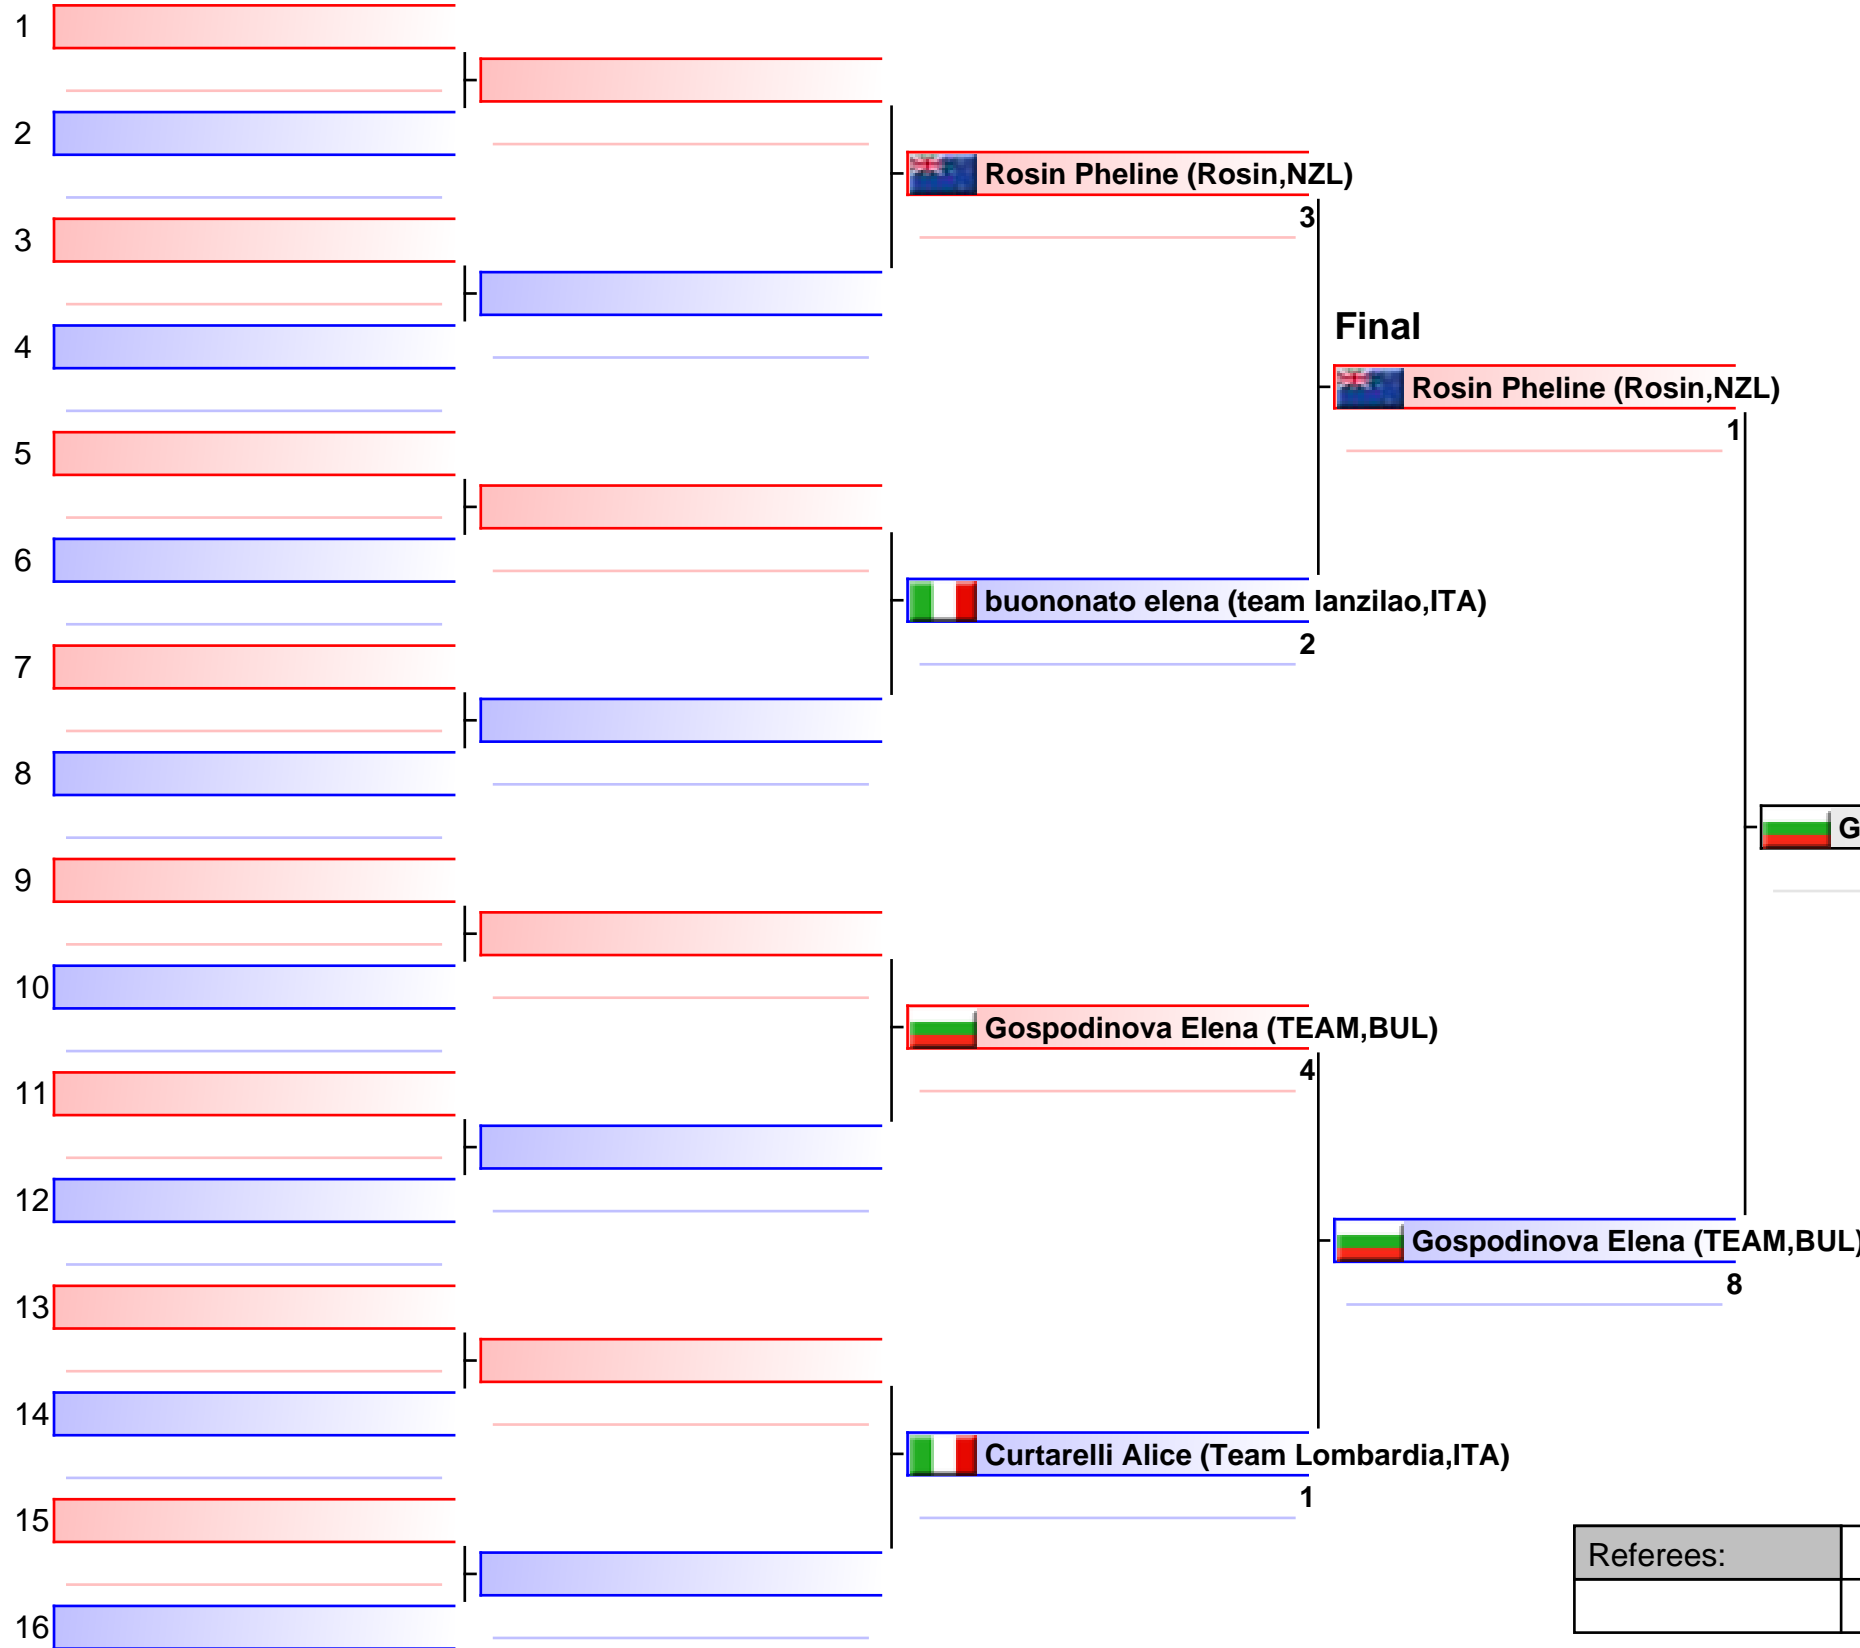 1
2
Rosin Pheline (Rosin,NZL)
3
3
Final
4
Rosin Pheline (Rosin,NZL)
1
5
6
buononato elena (team lanzilao,ITA)
2
7
8
G
9
10
Gospodinova Elena (TEAM,BUL)
4
11
12
Gospodinova Elena (TEAM,BUL)
8
13
14
Curtarelli Alice (Team Lombardia,ITA)
1
15
Referees:
16